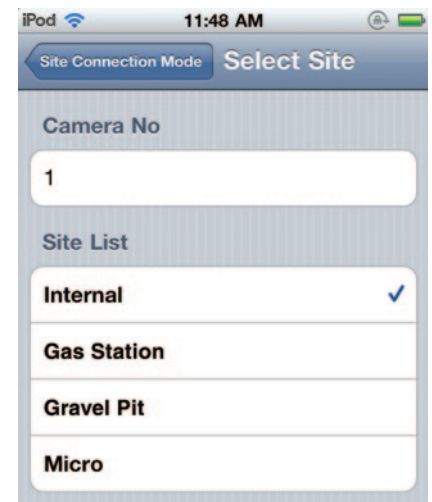 iPod 11:48 AM
Site Connection Mode Select Site
Camera No
1
Site List
Internal
Gas Station
Gravel Pit
Micro